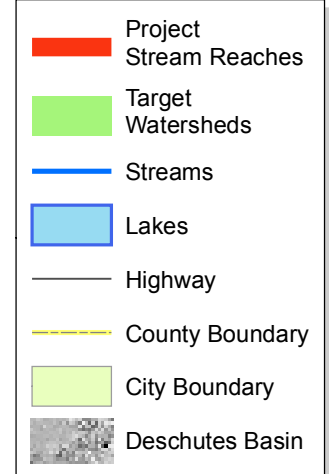 Project
Stream Reaches
Target
Watersheds
Streams
Lakes
Highway
County Boundary
City Boundary
Deschutes Basin